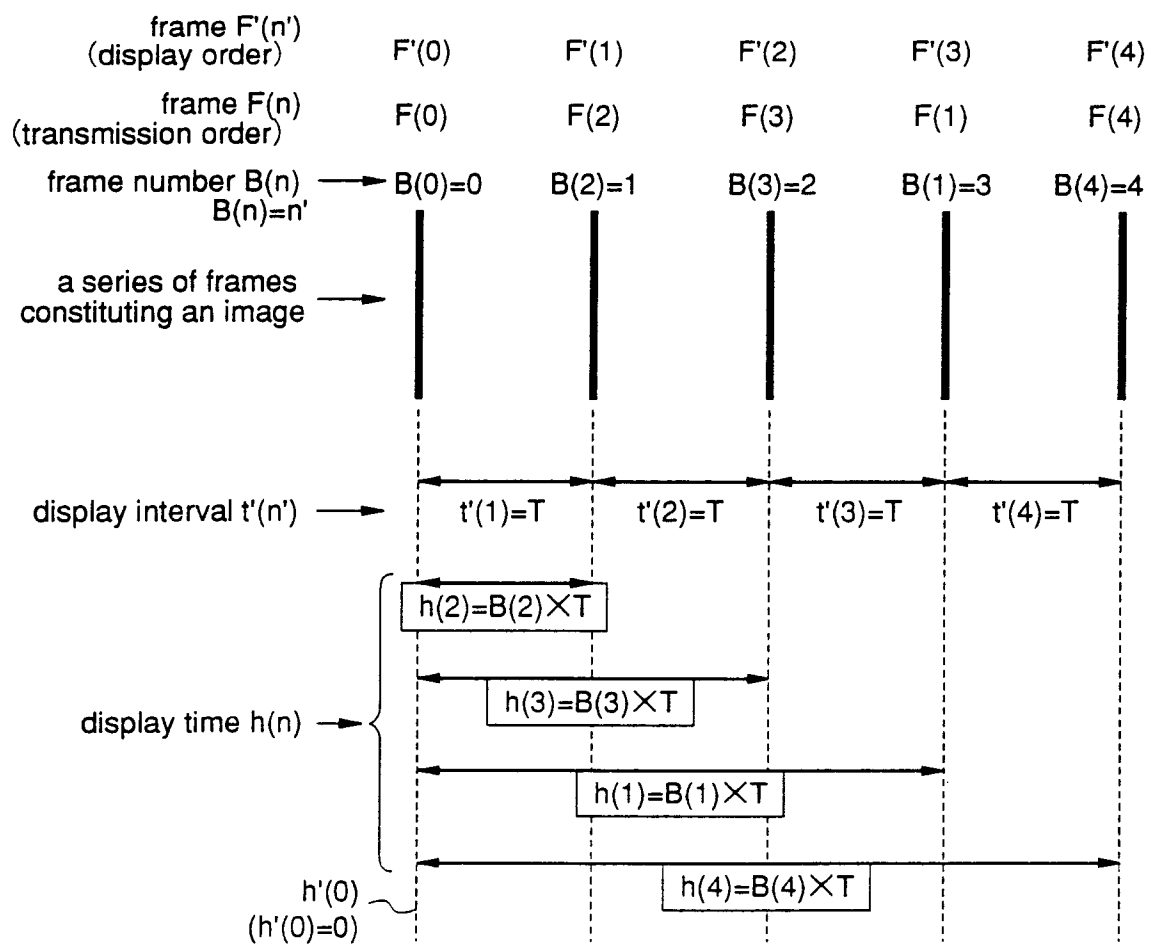 frame F'(n')
(display order)
F'(0) F'(1) F'(2) F'(3) F'(4)
frame F(n)
(transmission order)
F(0) F(2) F(3) F(1) F(4)
frame number B(n)
B(n)=n'
B(0)=0 B(2)=1 B(3)=2 B(1)=3 B(4)=4
a series of frames
constituting an image
display interval t'(n')
t'(1)=T t'(2)=T t'(3)=T t'(4)=T
h(2)=B(2)×T
h(3)=B(3)×T
display time h(n)
h(1)=B(1)×T
h(4)=B(4)×T
h'(0)
(h'(0)=0)